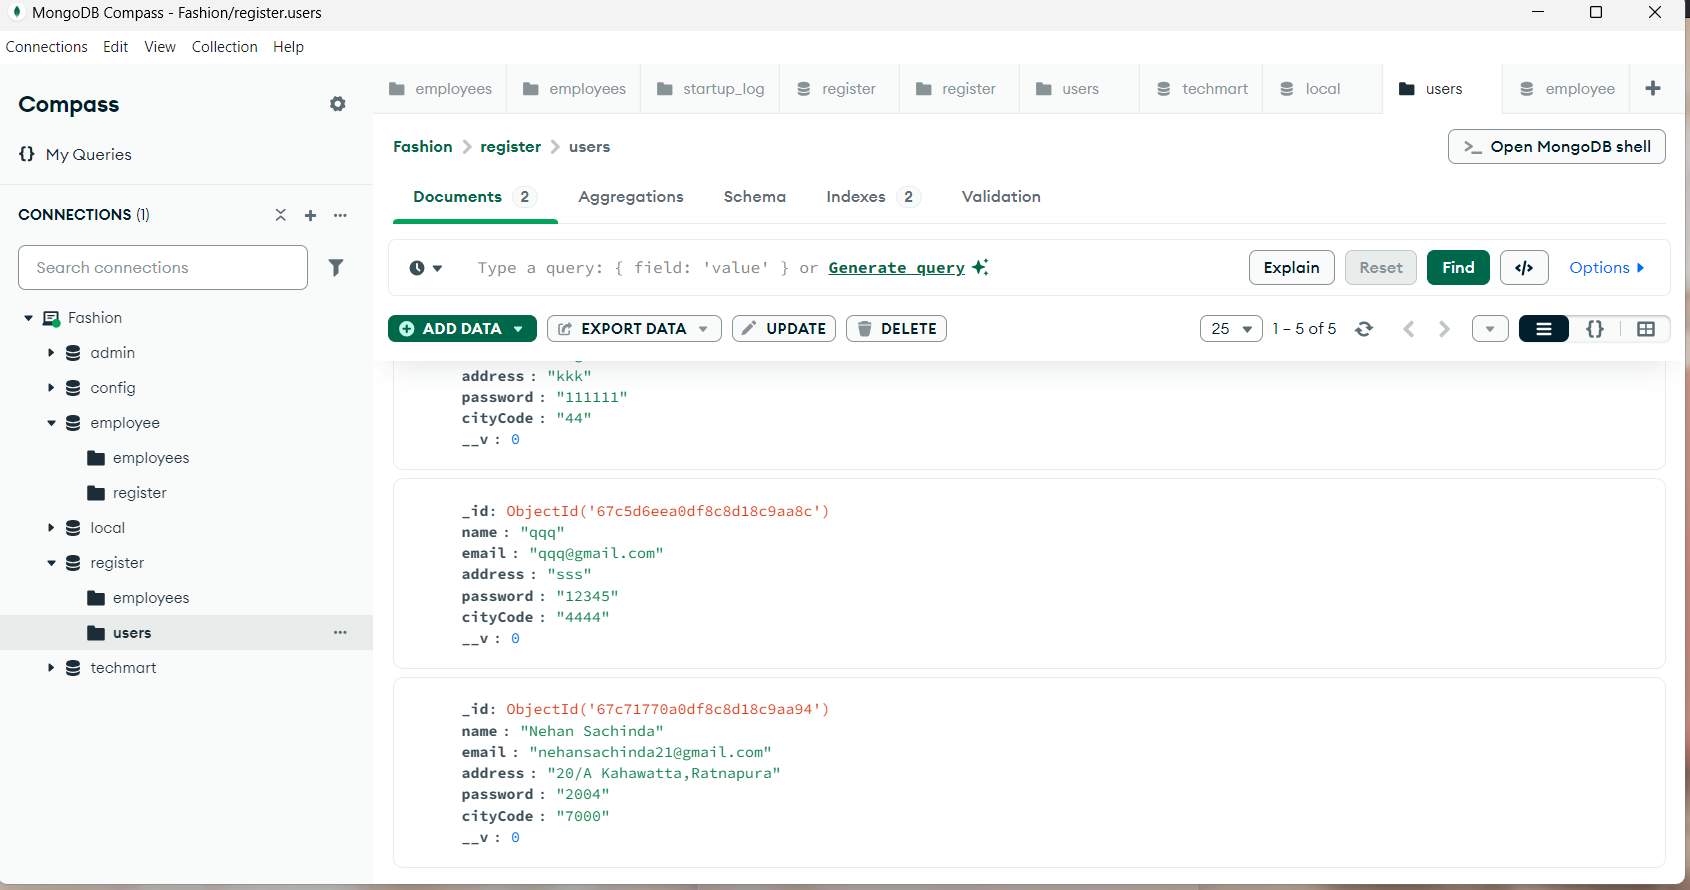 MongoDB Compass - Fashion/register.users
Connections Edit View Collection Help
Compass
My Queries
CONNECTIONS (1)
Search connections
Fashion
admin
config
employee
employees
register
local
register
employees
users
techmart
employees employees startup_log register register users techmart local users employee
Fashion > register > users
>_ Open MongoDB shell
Documents 2 Aggregations Schema Indexes 2 Validation
Type a query: { field: 'value' } or Generate query
Explain Reset Find </> Options
ADD DATA EXPORT DATA UPDATE DELETE
25 1 – 5 of 5 {}
address : "kkk"
password : "111111"
cityCode : "44"
__v : 0
_id: ObjectId('67c5d6eea0df8c8d18c9aa8c')
name : "qqq"
email : "qqq@gmail.com"
address : "sss"
password : "12345"
cityCode : "4444"
__v : 0
_id: ObjectId('67c71770a0df8c8d18c9aa94')
name : "Nehan Sachinda"
email : "nehansachinda21@gmail.com"
address : "20/A Kahawatta,Ratnapura"
password : "2004"
cityCode : "7000"
__v : 0